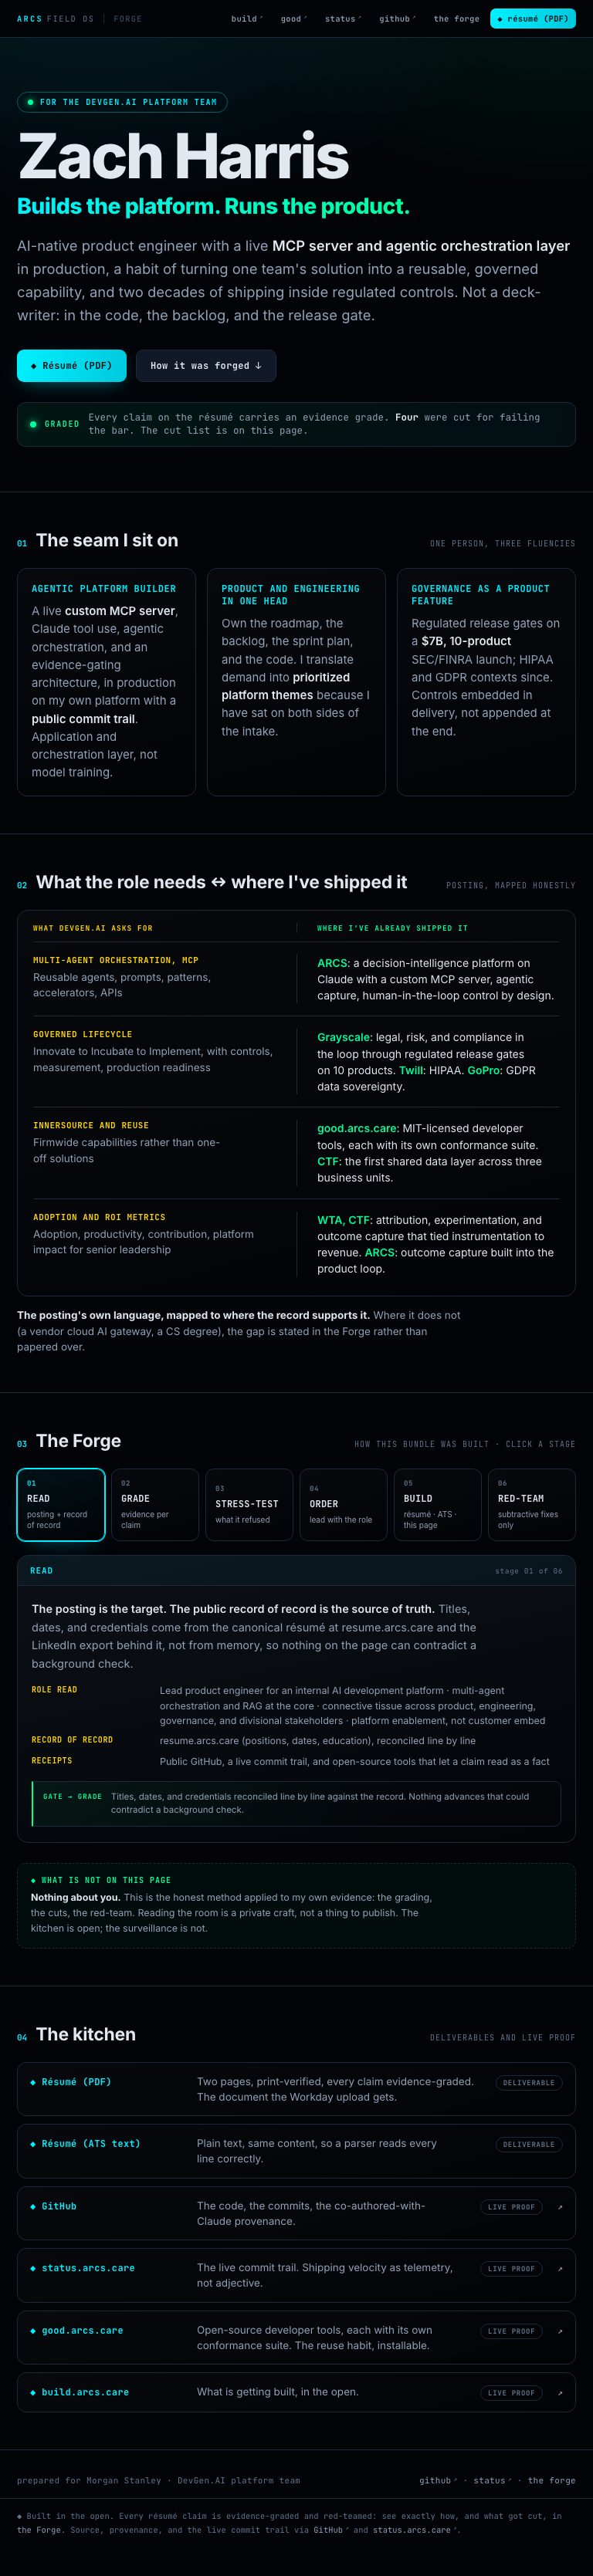 ARCS FIELD OS | FORGE build↗ good↗ status↗ github↗ the forge ◆ résumé (PDF)
FOR THE DEVGEN.AI PLATFORM TEAM
Zach Harris
Builds the platform. Runs the product.
AI-native product engineer with a live MCP server and agentic orchestration layer
in production, a habit of turning one team's solution into a reusable, governed
capability, and two decades of shipping inside regulated controls. Not a deck-
writer: in the code, the backlog, and the release gate.
◆ Résumé (PDF)
How it was forged ↓
GRADED
Every claim on the résumé carries an evidence grade. Four were cut for failing
the bar. The cut list is on this page.
01 The seam I sit on
ONE PERSON, THREE FLUENCIES
AGENTIC PLATFORM BUILDER
A live custom MCP server,
Claude tool use, agentic
orchestration, and an
evidence-gating
architecture, in production
on my own platform with a
public commit trail.
Application and
orchestration layer, not
model training.
PRODUCT AND ENGINEERING
IN ONE HEAD
Own the roadmap, the
backlog, the sprint plan,
and the code. I translate
demand into prioritized
platform themes because I
have sat on both sides of
the intake.
GOVERNANCE AS A PRODUCT
FEATURE
Regulated release gates on
a $7B, 10-product
SEC/FINRA launch; HIPAA
and GDPR contexts since.
Controls embedded in
delivery, not appended at
the end.
02 What the role needs ↔ where I've shipped it
POSTING, MAPPED HONESTLY
WHAT DEVGEN.AI ASKS FOR
WHERE I'VE ALREADY SHIPPED IT
MULTI-AGENT ORCHESTRATION, MCP
Reusable agents, prompts, patterns,
accelerators, APIs
ARCS: a decision-intelligence platform on
Claude with a custom MCP server, agentic
capture, human-in-the-loop control by design.
GOVERNED LIFECYCLE
Innovate to Incubate to Implement, with controls,
measurement, production readiness
Grayscale: legal, risk, and compliance in
the loop through regulated release gates
on 10 products. Twill: HIPAA. GoPro: GDPR
data sovereignty.
INNERSOURCE AND REUSE
Firmwide capabilities rather than one-
off solutions
good.arcs.care: MIT-licensed developer
tools, each with its own conformance suite.
CTF: the first shared data layer across three
business units.
ADOPTION AND ROI METRICS
Adoption, productivity, contribution, platform
impact for senior leadership
WTA, CTF: attribution, experimentation, and
outcome capture that tied instrumentation to
revenue. ARCS: outcome capture built into the
product loop.
The posting's own language, mapped to where the record supports it. Where it does not
(a vendor cloud AI gateway, a CS degree), the gap is stated in the Forge rather than
papered over.
03 The Forge
HOW THIS BUNDLE WAS BUILT · CLICK A STAGE
01
READ
posting + record
of record
02
GRADE
evidence per
claim
03
STRESS-TEST
what it refused
04
ORDER
lead with the role
05
BUILD
résumé · ATS ·
this page
06
RED-TEAM
subtractive fixes
only
READ
stage 01 of 06
The posting is the target. The public record of record is the source of truth. Titles,
dates, and credentials come from the canonical résumé at resume.arcs.care and the
LinkedIn export behind it, not from memory, so nothing on the page can contradict a
background check.
ROLE READ
Lead product engineer for an internal AI development platform · multi-agent
orchestration and RAG at the core · connective tissue across product, engineering,
governance, and divisional stakeholders · platform enablement, not customer embed
RECORD OF RECORD
resume.arcs.care (positions, dates, education), reconciled line by line
RECEIPTS
Public GitHub, a live commit trail, and open-source tools that let a claim read as a fact
GATE → GRADE
Titles, dates, and credentials reconciled line by line against the record. Nothing advances that could
contradict a background check.
◆ WHAT IS NOT ON THIS PAGE
Nothing about you. This is the honest method applied to my own evidence: the grading,
the cuts, the red-team. Reading the room is a private craft, not a thing to publish. The
kitchen is open; the surveillance is not.
04 The kitchen
DELIVERABLES AND LIVE PROOF
◆ Résumé (PDF)
Two pages, print-verified, every claim evidence-graded.
The document the Workday upload gets.
DELIVERABLE
◆ Résumé (ATS text)
Plain text, same content, so a parser reads every
line correctly.
DELIVERABLE
◆ GitHub
The code, the commits, the co-authored-with-
Claude provenance.
LIVE PROOF ↗
◆ status.arcs.care
The live commit trail. Shipping velocity as telemetry,
not adjective.
LIVE PROOF ↗
◆ good.arcs.care
Open-source developer tools, each with its own
conformance suite. The reuse habit, installable.
LIVE PROOF ↗
◆ build.arcs.care
What is getting built, in the open.
LIVE PROOF ↗
prepared for Morgan Stanley · DevGen.AI platform team
github↗ · status↗ · the forge
◆ Built in the open. Every résumé claim is evidence-graded and red-teamed: see exactly how, and what got cut, in
the Forge. Source, provenance, and the live commit trail via GitHub↗ and status.arcs.care↗.